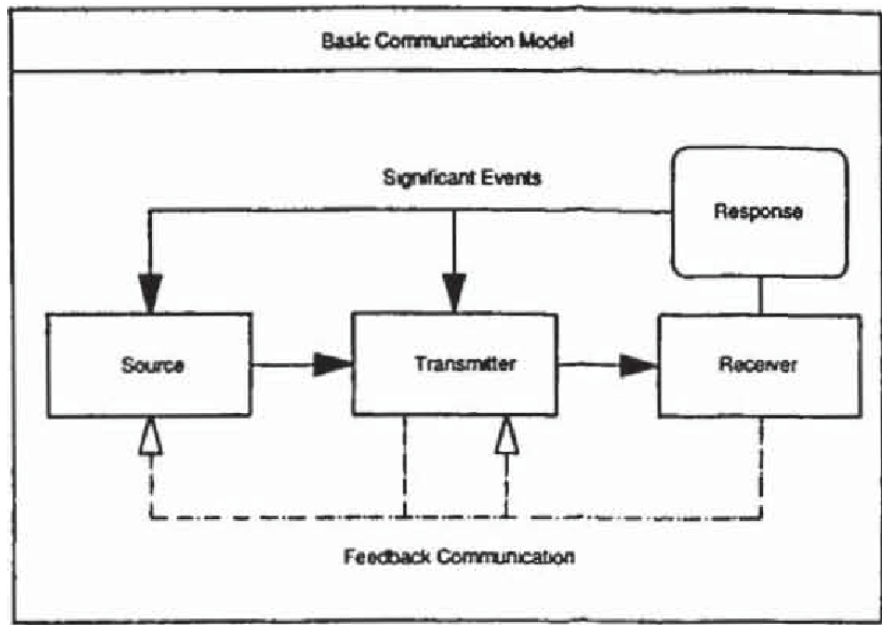 Basic Communication Model
Significant Events
Response
Source
Transmitter
Receiver
Feedback Communication